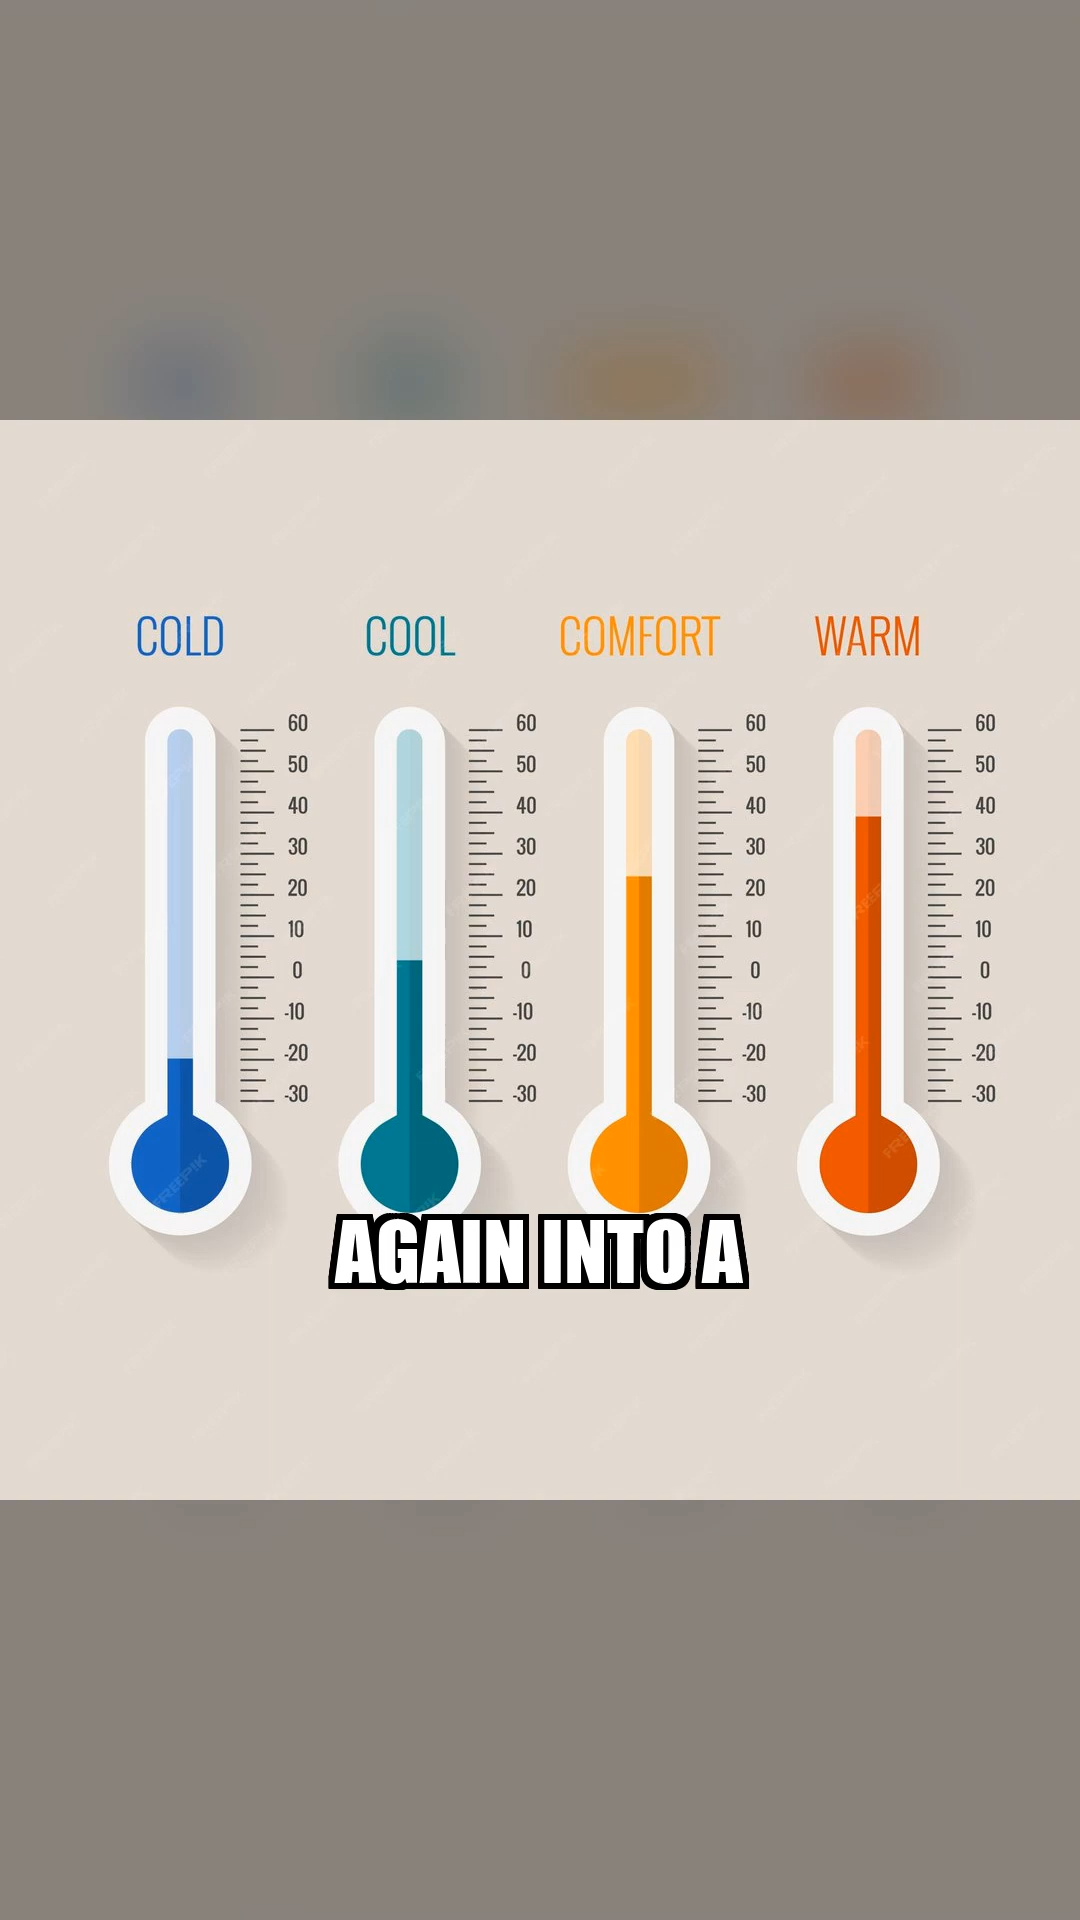 COLD COOL COMFORT WARM
60 60 60 60
50 50 50 50
40 40 40 40
30 30 30 30
20 20 20 20
10 10 10 10
0 0 0 0
-10 -10 -10 -10
-20 -20 -20 -20
-30 -30 -30 -30
FREEPIK
AGAIN INTO A